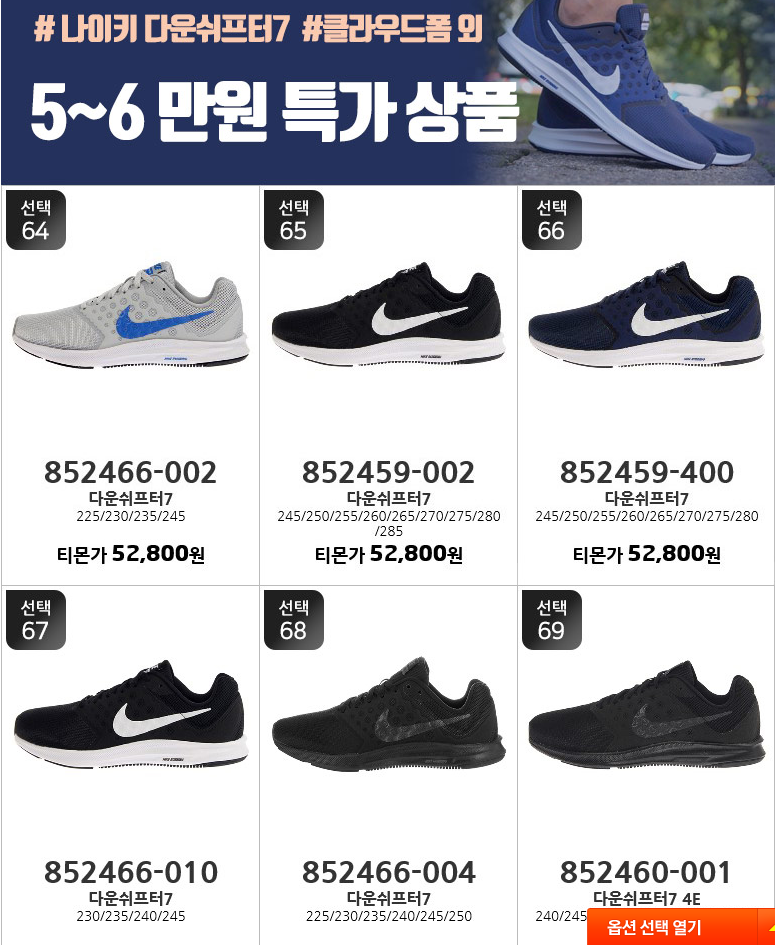 # 나이키 다운쉬프터7 #클라우드폼 외
5~6 만원 특가 상품
선택
64
선택
65
선택
66
852466-002
다운쉬프터7
225/230/235/245
티몬가 52,800원
852459-002
다운쉬프터7
245/250/255/260/265/270/275/280
/285
티몬가 52,800원
852459-400
다운쉬프터7
245/250/255/260/265/270/275/280
티몬가 52,800원
선택
67
선택
68
선택
69
852466-010
다운쉬프터7
230/235/240/245
852466-004
다운쉬프터7
225/230/235/240/245/250
852460-001
다운쉬프터7 4E
240/245
옵션 선택 열기